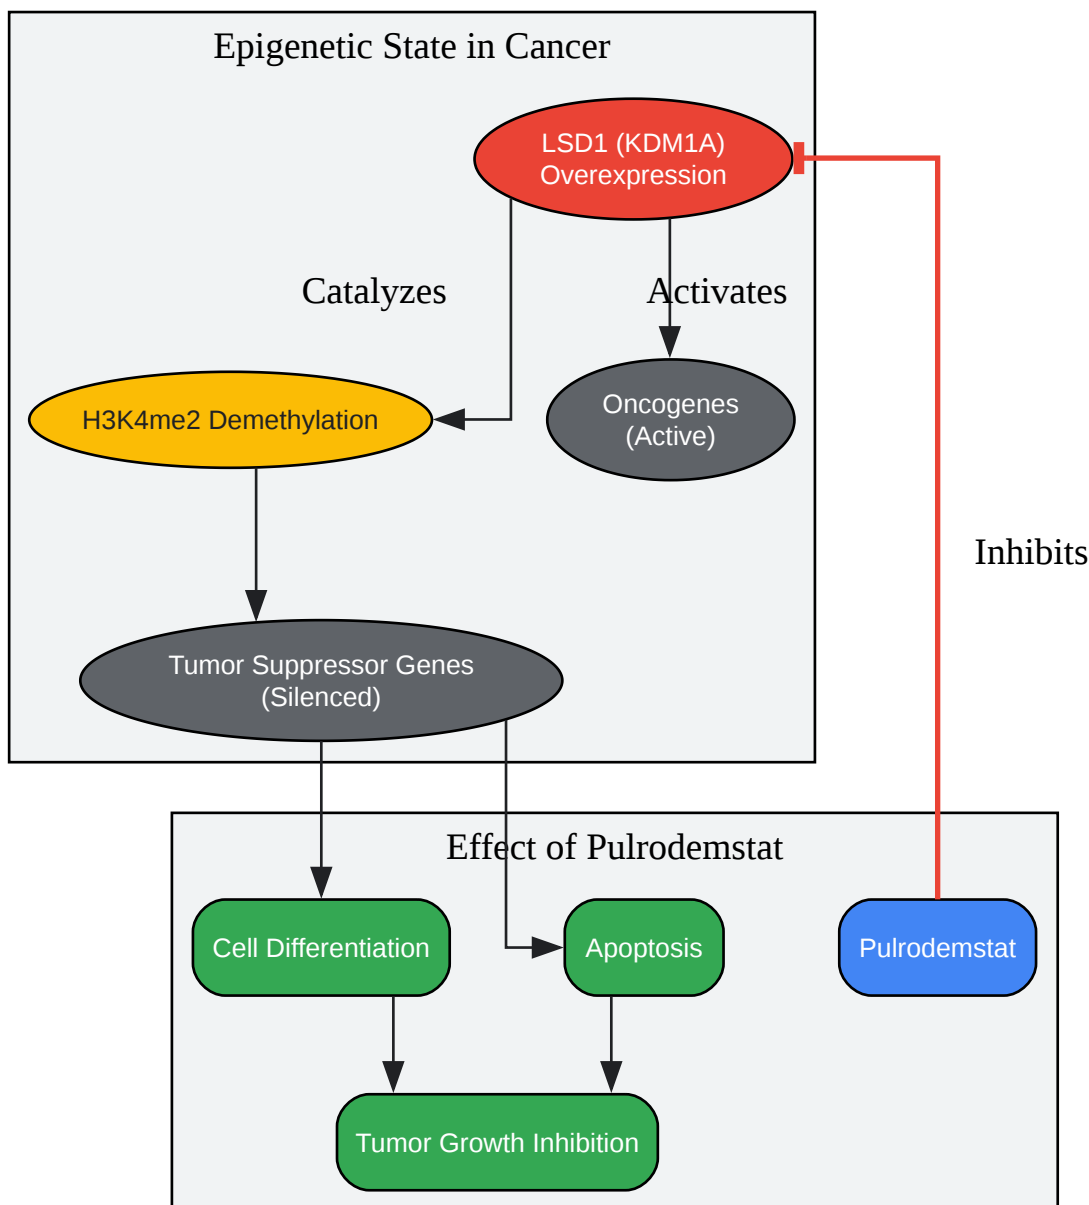 Epigenetic State in Cancer
LSD1 (KDM1A)
Overexpression
Catalyzes
Activates
H3K4me2 Demethylation
Oncogenes
(Active)
Inhibits
Tumor Suppressor Genes
(Silenced)
Effect of Pulrodemstat
Cell Differentiation
Apoptosis
Pulrodemstat
Tumor Growth Inhibition